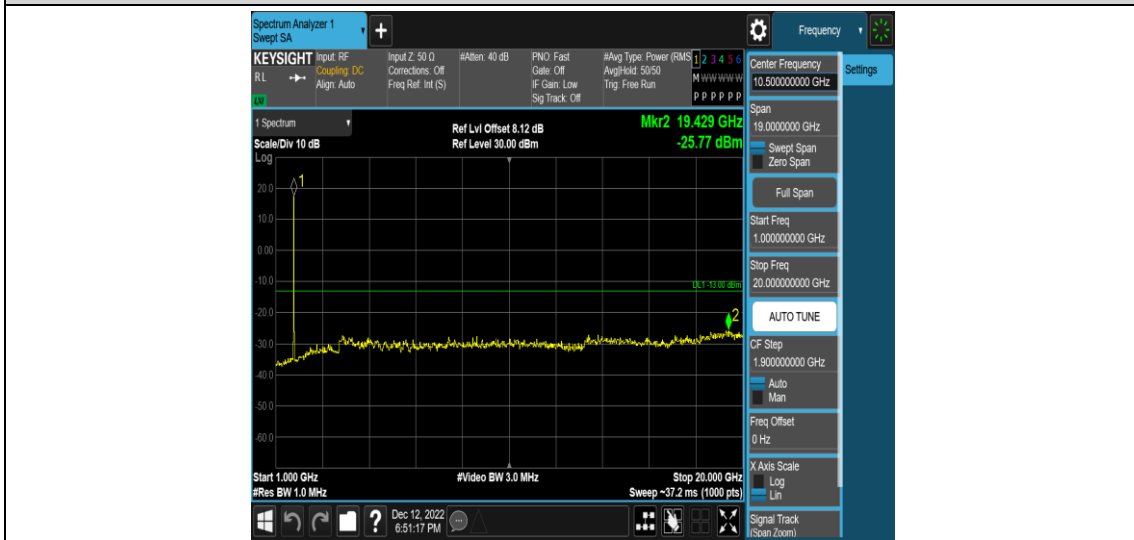 Spectrum Analyzer 1
Swept SA
+
Frequency
KEYSIGHT
RL
LXI
Input: RF
Coupling: DC
Align: Auto
Input Z: 50 Ω
Corrections: Off
Freq Ref: Int (S)
#Atten: 40 dB
PNO: Fast
Gate: Off
IF Gain: Low
Sig Track: Off
#Avg Type: Power (RMS
Avg|Hold: 50/50
Trig: Free Run
1 2 3 4 5 6
M W W W W W
P P P P P P
1 Spectrum
Scale/Div 10 dB
Log
Ref Lvl Offset 8.12 dB
Ref Level 30.00 dBm
Mkr2 19.429 GHz
-25.77 dBm
1
20.0
10.0
0.00
-10.0
DL1 -13.00 dBm
-20.0
2
-30.0
-40.0
-50.0
-60.0
Start 1.000 GHz
#Res BW 1.0 MHz
#Video BW 3.0 MHz
Stop 20.000 GHz
Sweep ~37.2 ms (1000 pts)
Center Frequency
10.500000000 GHz
Settings
Span
19.0000000 GHz
Swept Span
Zero Span
Full Span
Start Freq
1.000000000 GHz
Stop Freq
20.000000000 GHz
AUTO TUNE
CF Step
1.900000000 GHz
Auto
Man
Freq Offset
0 Hz
X Axis Scale
Log
Lin
Signal Track
(Span Zoom)
?
Dec 12, 2022
6:51:17 PM